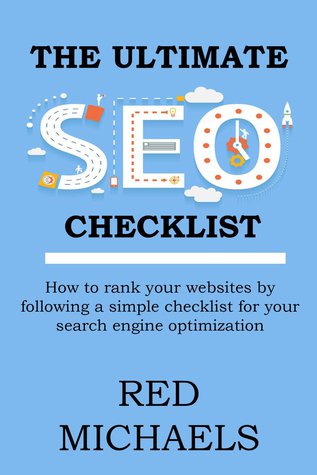 THE ULTIMATE
SEO
CHECKLIST
How to rank your websites by
following a simple checklist for your
search engine optimization
RED
MICHAELS